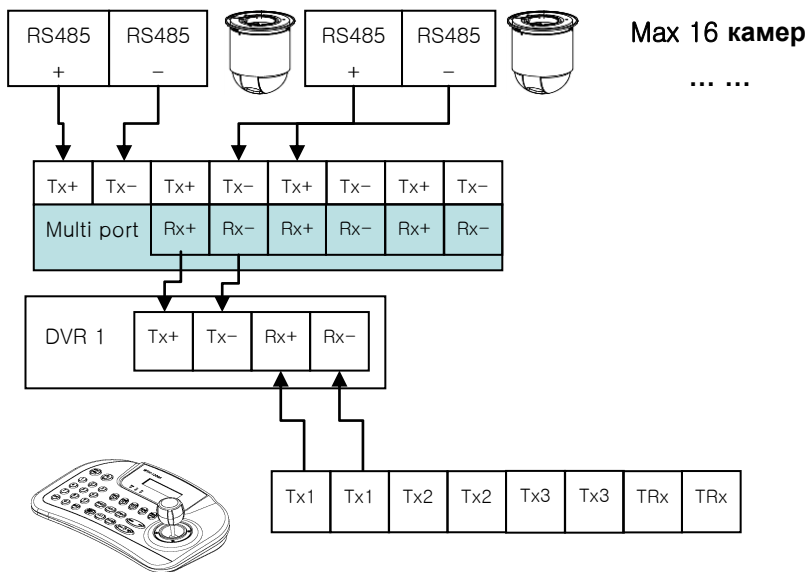 RS485 RS485 RS485 RS485 Max 16 камер
+ − + − ... ...
Tx+ Tx− Tx+ Tx− Tx+ Tx− Tx+ Tx−
Multi port Rx+ Rx− Rx+ Rx− Rx+ Rx−
DVR 1 Tx+ Tx− Rx+ Rx−
Tx1 Tx1 Tx2 Tx2 Tx3 Tx3 TRx TRx